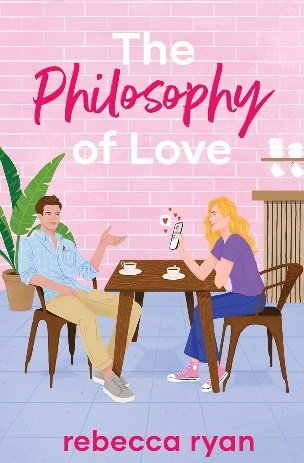 The
Philosophy
of Love
rebecca ryan